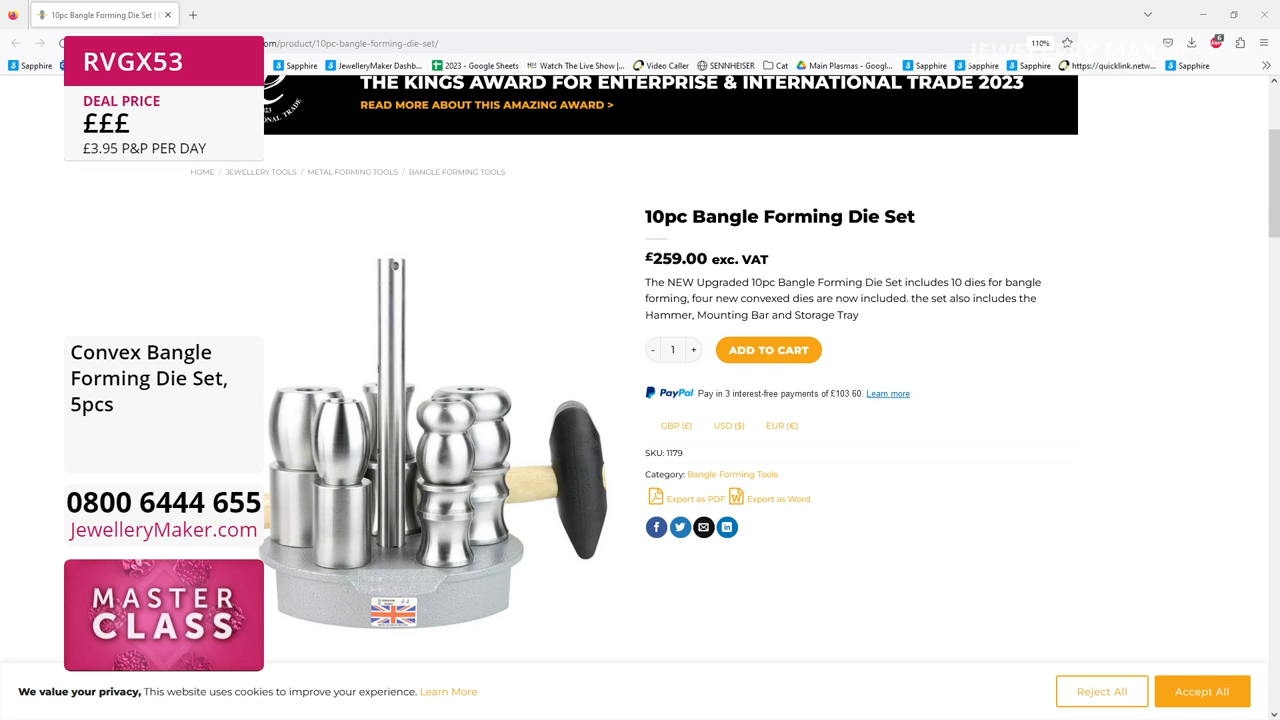 10pc Bangle Forming Die Set |
RVGX53
DEAL PRICE
£££
£3.95 P&P PER DAY
om/product/10pc-bangle-forming-die-set/
110%
6
Sapphire
Sapphire
JewelleryMaker Dashb...
2023 - Google Sheets
Watch The Live Show |...
Video Caller
SENNHEISER
Cat
Main Plasmas - Googl...
Sapphire
Sapphire
Sapphire
https://quicklink.netw...
Sapphire
THE KINGS AWARD FOR ENTERPRISE & INTERNATIONAL TRADE 2023
READ MORE ABOUT THIS AMAZING AWARD >
HOME / JEWELLERY TOOLS / METAL FORMING TOOLS / BANGLE FORMING TOOLS
10pc Bangle Forming Die Set
£259.00 exc. VAT
The NEW Upgraded 10pc Bangle Forming Die Set includes 10 dies for bangle
forming, four new convexed dies are now included. the set also includes the
Hammer, Mounting Bar and Storage Tray
- 1 + ADD TO CART
PayPal Pay in 3 interest-free payments of £103.60. Learn more
GBP (£) USD ($) EUR (€)
SKU: 1179
Category: Bangle Forming Tools
Export as PDF Export as Word
Convex Bangle
Forming Die Set,
5pcs
0800 6444 655
JewelleryMaker.com
MASTER
CLASS
We value your privacy, This website uses cookies to improve your experience. Learn More
Reject All
Accept All